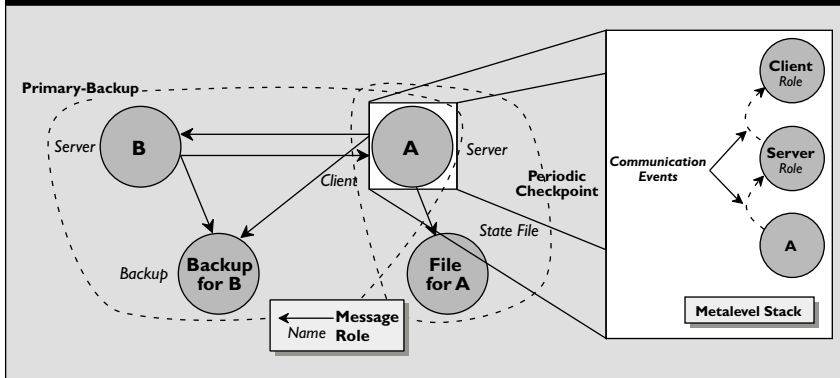 Primary-Backup
Server
B
A
Server
Client
Periodic
Checkpoint
State File
Backup
Backup
for B
File
for A
Message
Name
Role
Client
Role
Communication
Events
Server
Role
A
Metalevel Stack